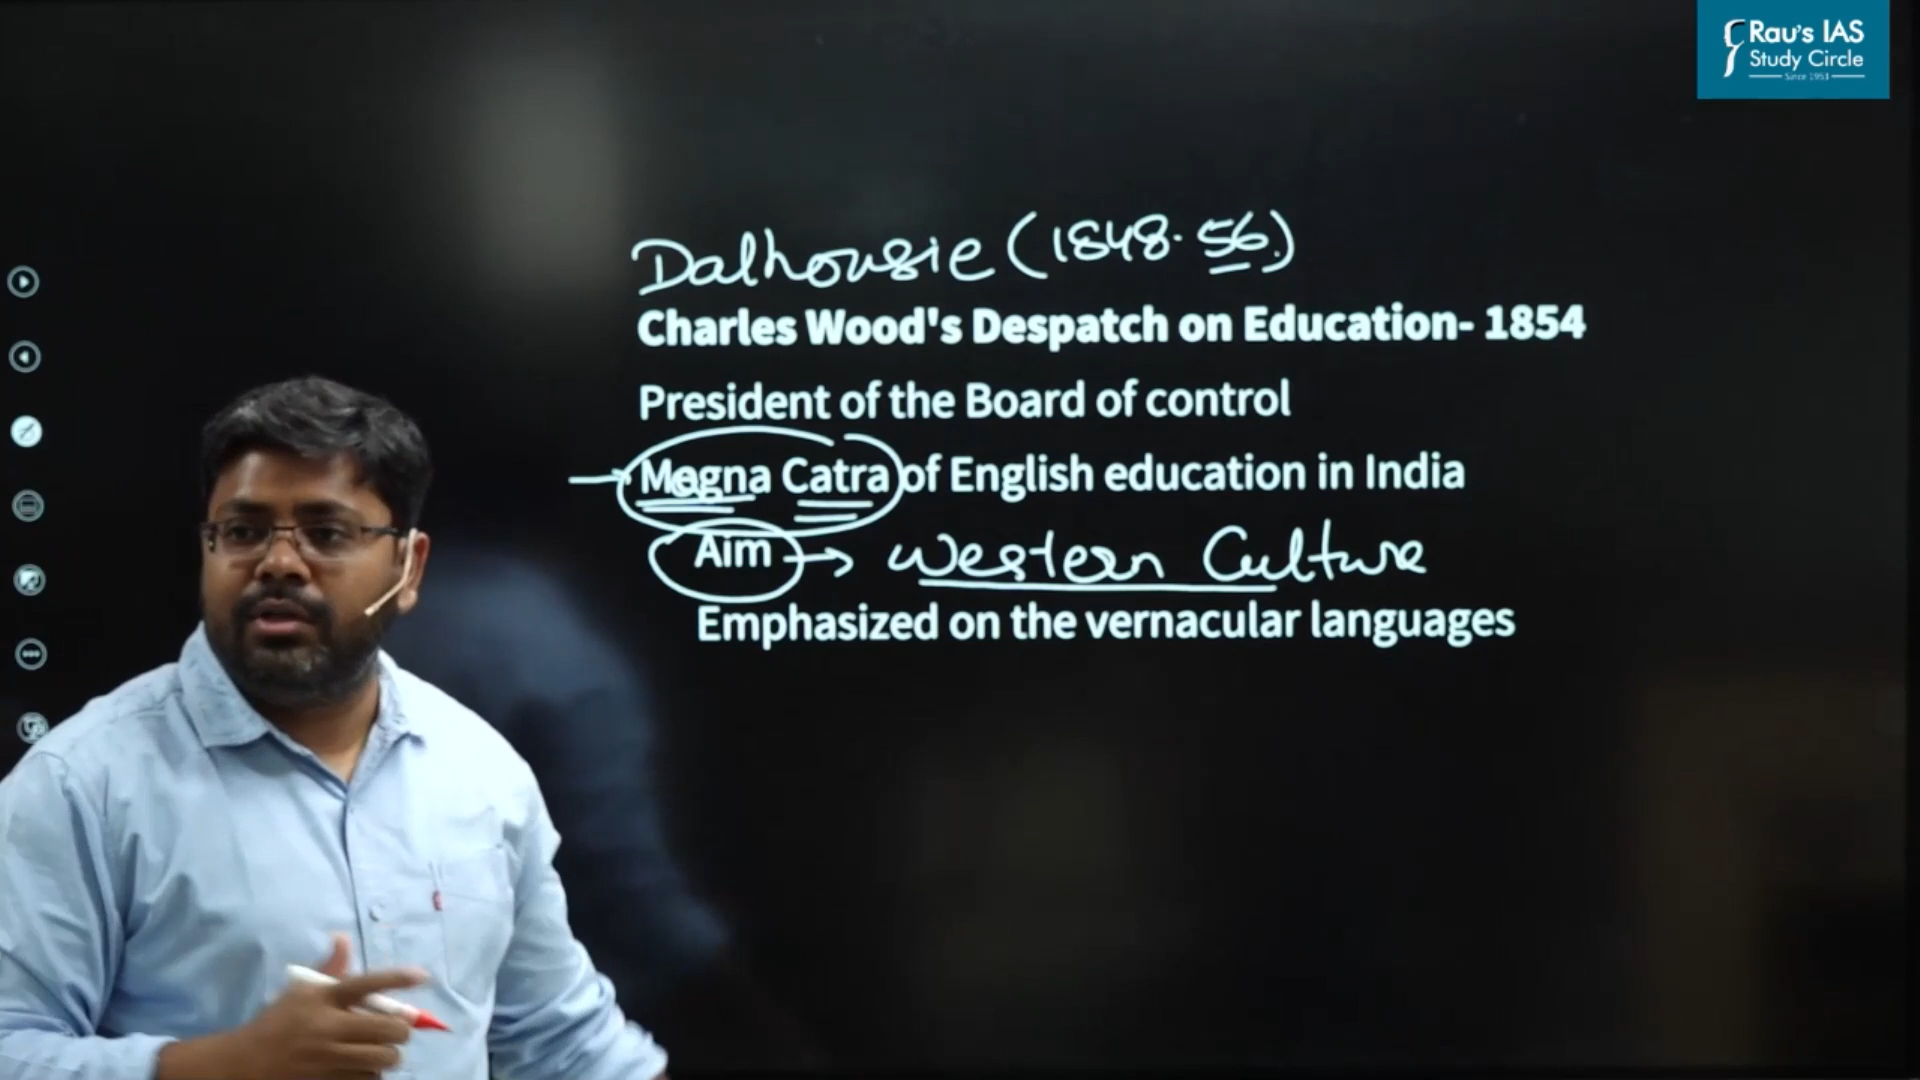 Rau's IAS
Study Circle
Since 1953
Dalhousie (1848-56.)
Charles Wood's Despatch on Education- 1854
President of the Board of control
Megna Catra of English education in India
Aim → Western Culture
Emphasized on the vernacular languages